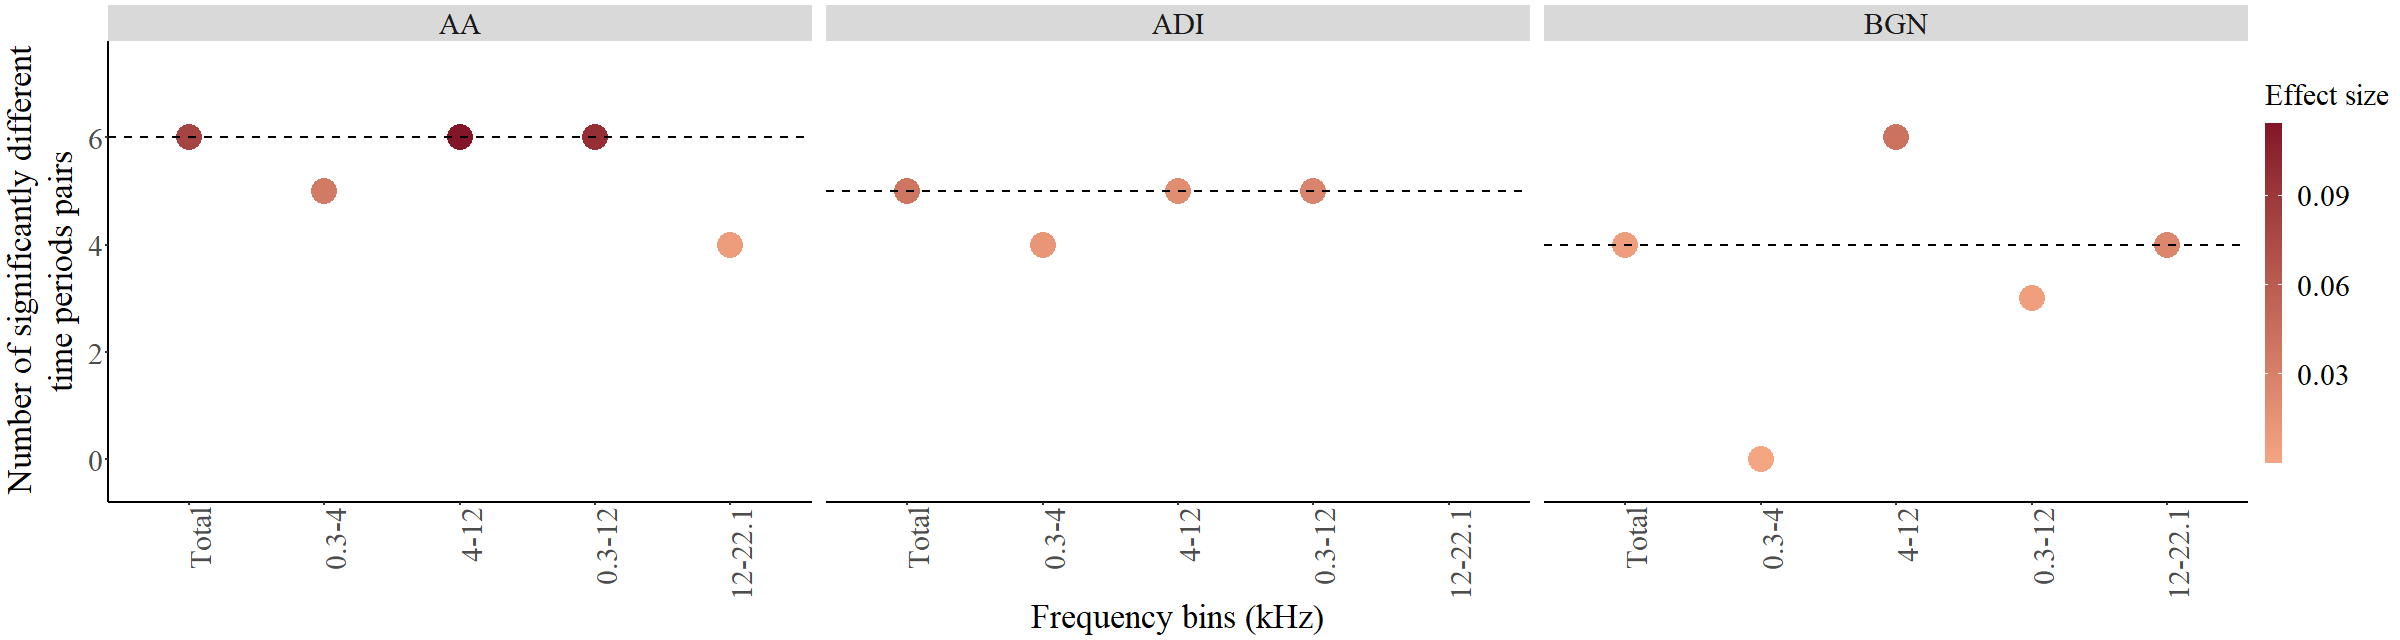 AA
ADI
BGN
Number of significantly different
time periods pairs
6
4
2
0
Total
0.3-4
4-12
0.3-12
12-22.1
Total
0.3-4
4-12
0.3-12
12-22.1
Total
0.3-4
4-12
0.3-12
12-22.1
Frequency bins (kHz)
Effect size
0.09
0.06
0.03